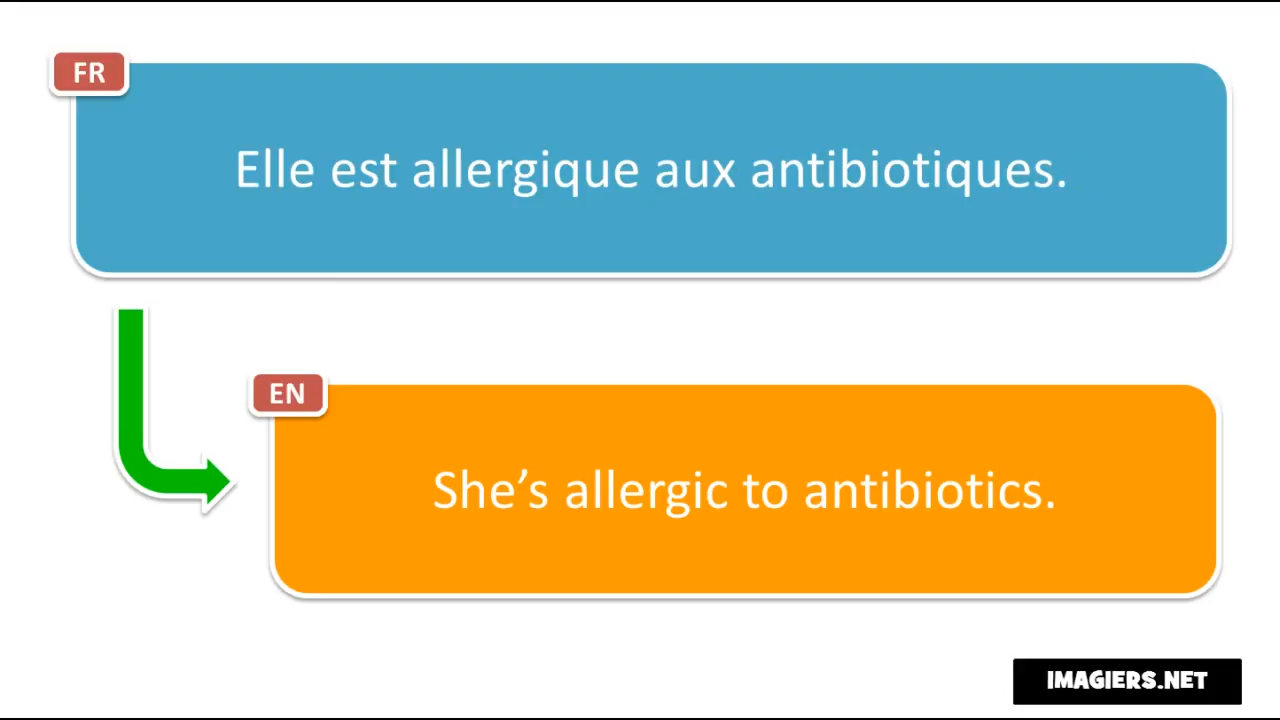 FR
Elle est allergique aux antibiotiques.
EN
She’s allergic to antibiotics.
IMAGIERS.NET